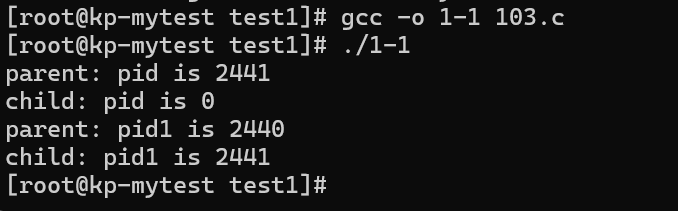 [root@kp-mytest test1]# gcc -o 1-1 103.c
[root@kp-mytest test1]# ./1-1
parent: pid is 2441
child: pid is 0
parent: pid1 is 2440
child: pid1 is 2441
[root@kp-mytest test1]#